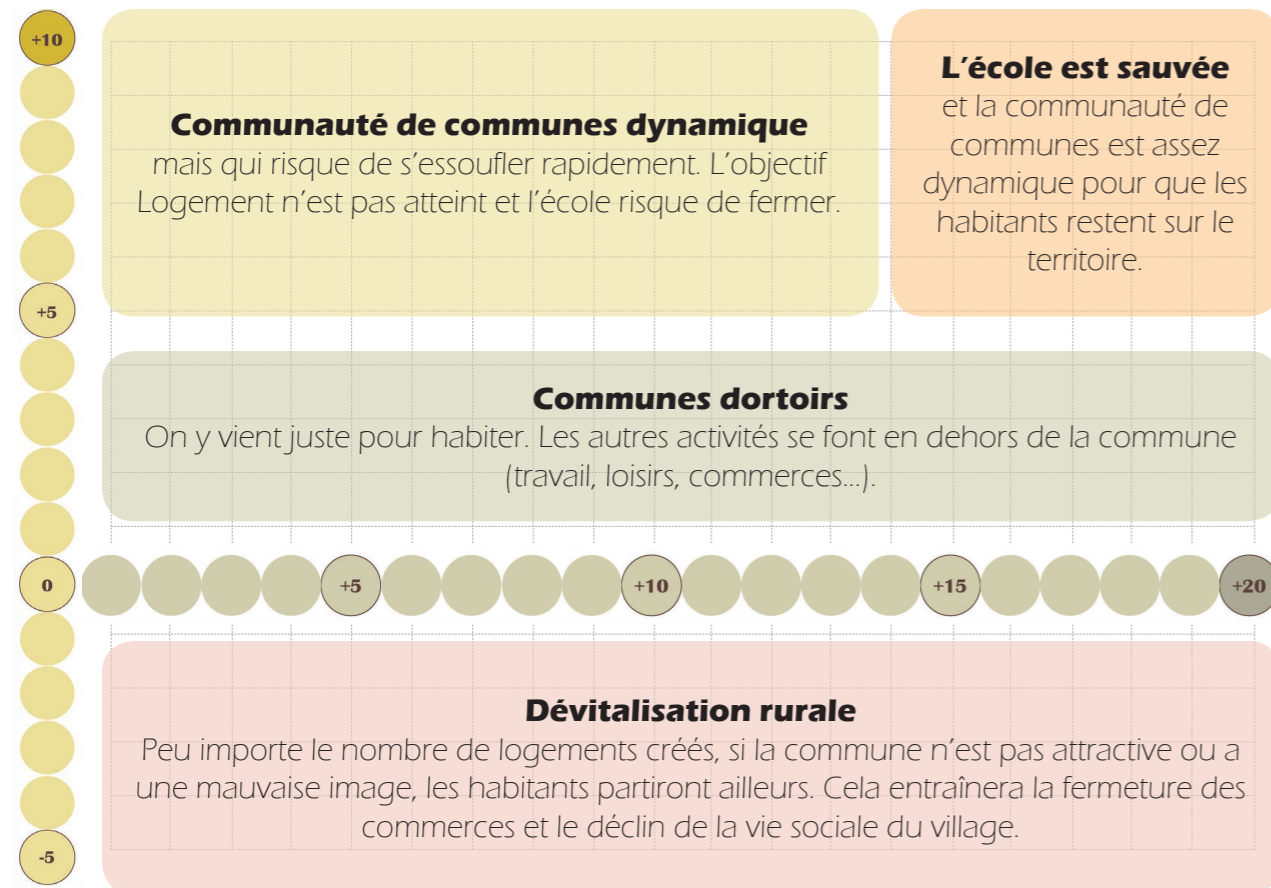 +10
Communauté de communes dynamique
mais qui risque de s'essoufler rapidement. L'objectif
Logement n'est pas atteint et l'école risque de fermer.
L'école est sauvée
et la communauté de
communes est assez
dynamique pour que les
habitants restent sur le
territoire.
+5
Communes dortoirs
On y vient juste pour habiter. Les autres activités se font en dehors de la commune
(travail, loisirs, commerces...).
0 +5 +10 +15 +20
Dévitalisation rurale
Peu importe le nombre de logements créés, si la commune n'est pas attractive ou a
une mauvaise image, les habitants partiront ailleurs. Cela entraînera la fermeture des
commerces et le déclin de la vie sociale du village.
-5